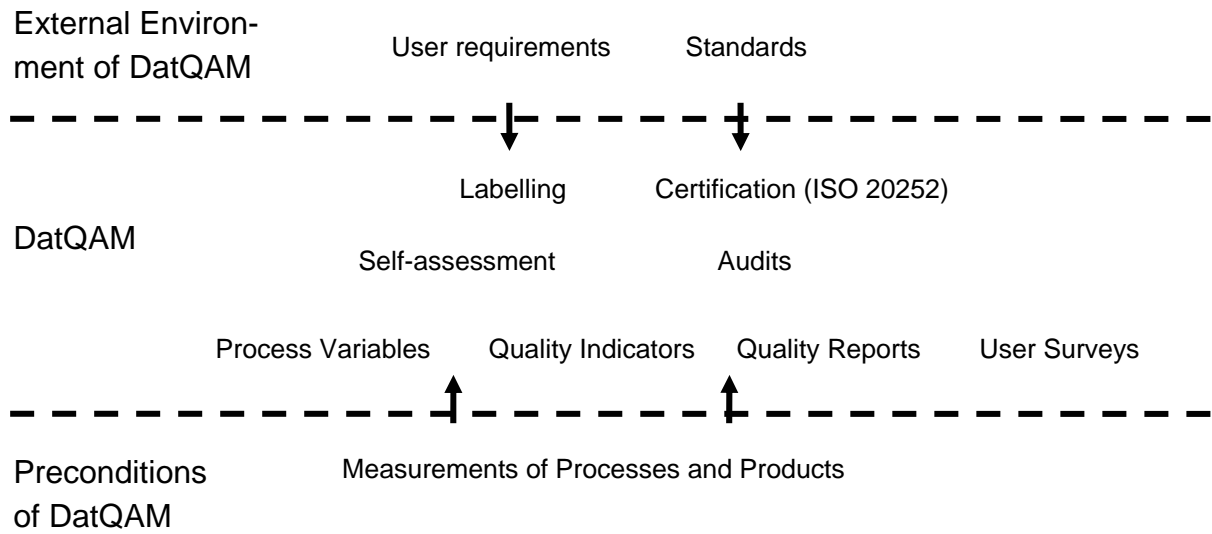 External Environ-
ment of DatQAM
User requirements
Standards
Labelling
Certification (ISO 20252)
DatQAM
Self-assessment
Audits
Process Variables
Quality Indicators
Quality Reports
User Surveys
Preconditions
of DatQAM
Measurements of Processes and Products